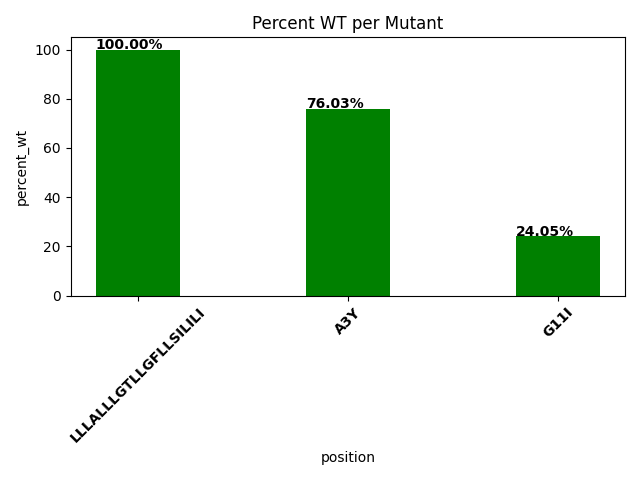 Percent WT per Mutant
percent_wt
100
80
60
40
20
0
100.00%
76.03%
24.05%
LLLALLLGTLLGFLLSILILI
A3Y
G11I
position